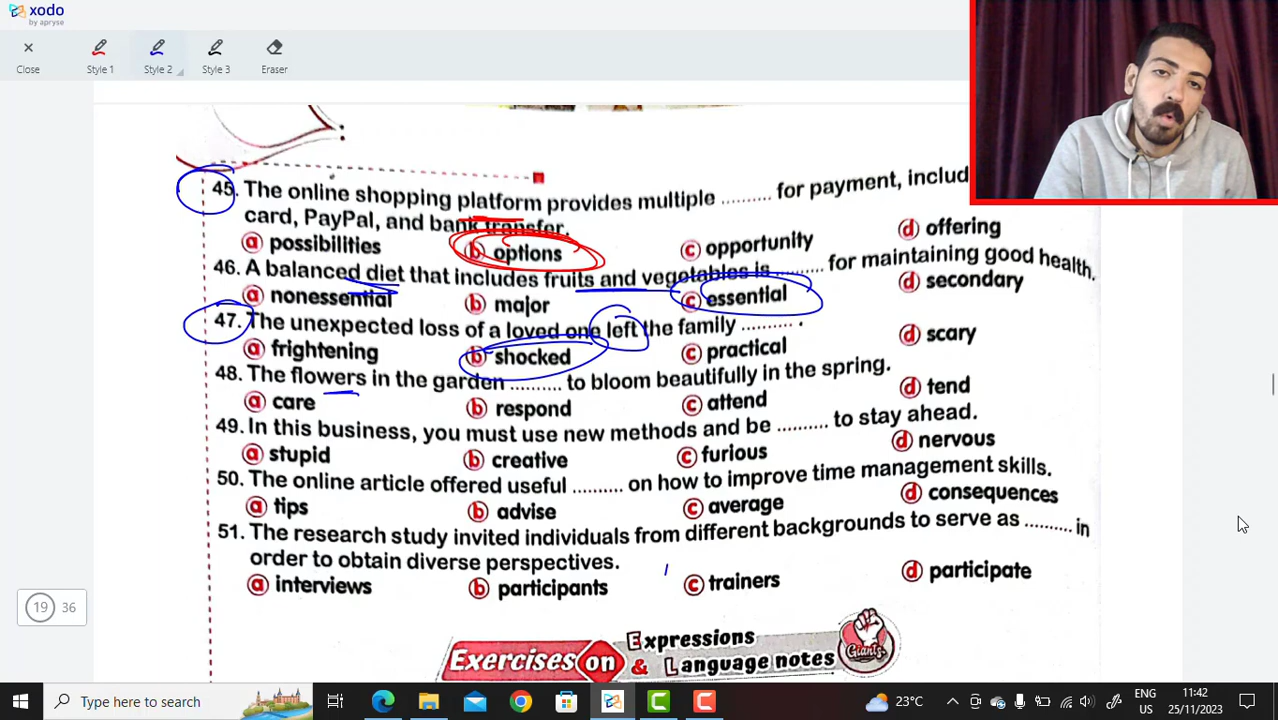 xodo
by apryse
Close
Style 1
Style 2
Style 3
Eraser
45. The online shopping platform provides multiple .......... for payment, includ
card, PayPal, and bank transfer.
a possibilities b options c opportunity d offering
46. A balanced diet that includes fruits and vegetables is .......... for maintaining good health.
a nonessential b major c essential d secondary
47. The unexpected loss of a loved one left the family .......... .
a frightening b shocked c practical d scary
48. The flowers in the garden .......... to bloom beautifully in the spring.
a care b respond c attend d tend
49. In this business, you must use new methods and be .......... to stay ahead.
a stupid b creative c furious d nervous
50. The online article offered useful .......... on how to improve time management skills.
a tips b advise c average d consequences
51. The research study invited individuals from different backgrounds to serve as .......... in
order to obtain diverse perspectives.
a interviews b participants c trainers d participate
19 36
Exercises on Expressions
& Language notes
Giants
Type here to search
23°C
ENG
US
11:42
25/11/2023